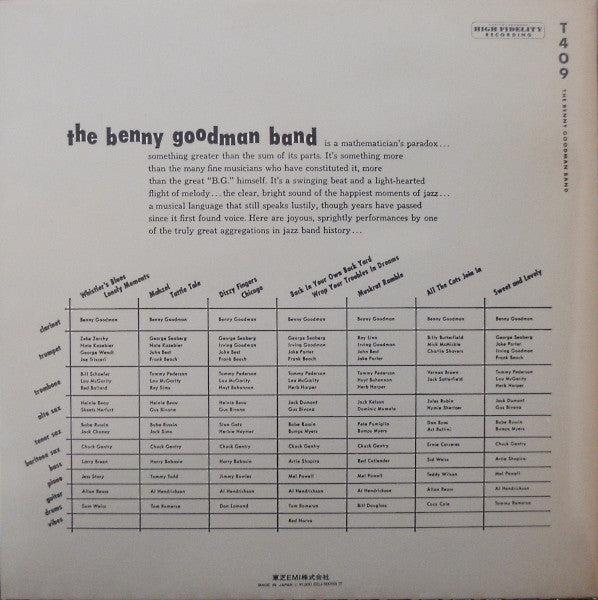 HIGH FIDELITY
RECORDING
T409
THE BENNY GOODMAN BAND
the benny goodman band is a mathematician's paradox...
something greater than the sum of its parts. It's something more
than the many fine musicians who have constituted it, more
than the great "B.G." himself. It's a swinging beat and a light-hearted
flight of melody...the clear, bright sound of the happiest moments of jazz...
a musical language that still speaks lustily, though years have passed
since it first found voice. Here are joyous, sprightly performances by one
of the truly great aggregations in jazz band history...
Whistler's Blues
Lonely Moments
Mahzel
Tattle Tale
Dizzy Fingers
Chicago
Back In Your Own Back Yard
Wrap Your Troubles In Dreams
Muskrat Ramble
All The Cats Join In
Sweet and Lovely
clarinet Benny Goodman Benny Goodman Benny Goodman Benny Goodman Benny Goodman Benny Goodman Benny Goodman
trumpet Zeke Zarchy George Seaberg George Seaberg George Seaberg Ray Linn Billy Butterfield George Seaberg
Nate Kazebier Nate Kazebier Irving Goodman Irving Goodman Irving Goodman Mick McMickle Joke Porter
George Wendt John Best John Best Joke Porter John Best Charlie Shavers Irving Goodman
Joe Triscari Frank Beach Frank Beach Frank Beach Joke Porter Frank Beach
trombone Bill Schaefer Tommy Pederson Tommy Pederson Tommy Pederson Tommy Pederson Vernon Brown Tommy Pederson
Lou McGarity Lou McGarity Lou McGarity Lou McGarity Hoyt Bohannon Jack Satterfield Lou McGarity
Red Ballard Ray Sims Hoyt Bohannon Herb Harper Herb Harper Herb Harper
alto sax Heinie Beau Heinie Beau Heinie Beau Jack Dumont Jack Kelson Jules Rubin Jack Dumont
Skeets Herfurt Gus Bivona Gus Bivona Gus Bivona Dominic Mumolo Hymie Shertzer Gus Bivona
tenor sax Babe Russin Babe Russin Stan Getz Babe Russin Pete Fumiglio Don Bres Babe Russin
Jack Chaney Jack Sims Herbie Haymer Bumps Myers Bumps Myers Art Rollini Bumps Myers
baritone sax Chuck Gentry Chuck Gentry Chuck Gentry Chuck Gentry Chuck Gentry Ernie Caceres Chuck Gentry
bass Larry Breen Harry Babasin Harry Babasin Artie Shapiro Red Callender Sid Weiss Artie Shapiro
piano Jess Stacy Tommy Todd Jimmy Rowles Mel Powell Mel Powell Teddy Wilson Mel Powell
guitar Allan Reuss Al Hendrickson Al Hendrickson Al Hendrickson Al Hendrickson Allan Reuss Al Hendrickson
drums Sam Weiss Tom Romersa Don Lamond Tom Romersa Bill Douglass Cozy Cole Tommy Romersa
vibes Red Norvo
東芝EMI株式会社
MADE IN JAPAN